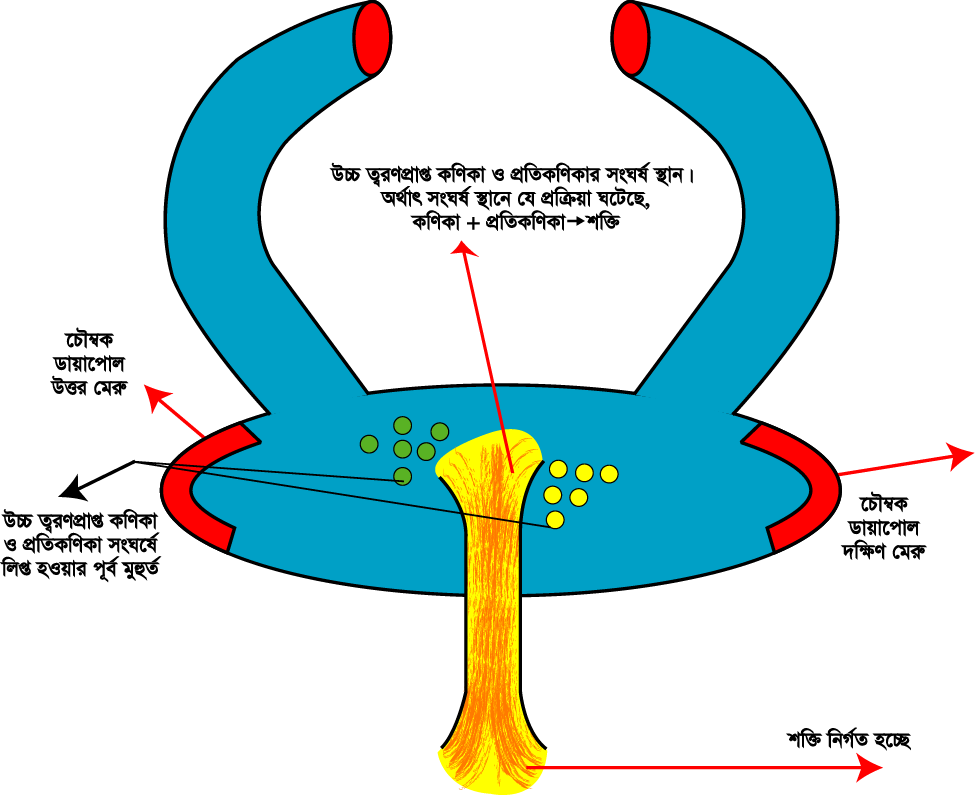 উচ্চ ত্বরণপ্রাপ্ত কণিকা ও প্রতিকণিকার সংঘর্ষ স্থান।
অর্থাৎ সংঘর্ষ স্থানে যে প্রক্রিয়া ঘটেছে,
কণিকা + প্রতিকণিকা→শক্তি
চৌম্বক
ডায়াপোল
উত্তর মেরু
উচ্চ ত্বরণপ্রাপ্ত কণিকা
ও প্রতিকণিকা সংঘর্ষে
লিপ্ত হওয়ার পূর্ব মুহুর্ত
চৌম্বক
ডায়াপোল
দক্ষিণ মেরু
শক্তি নির্গত হচ্ছে